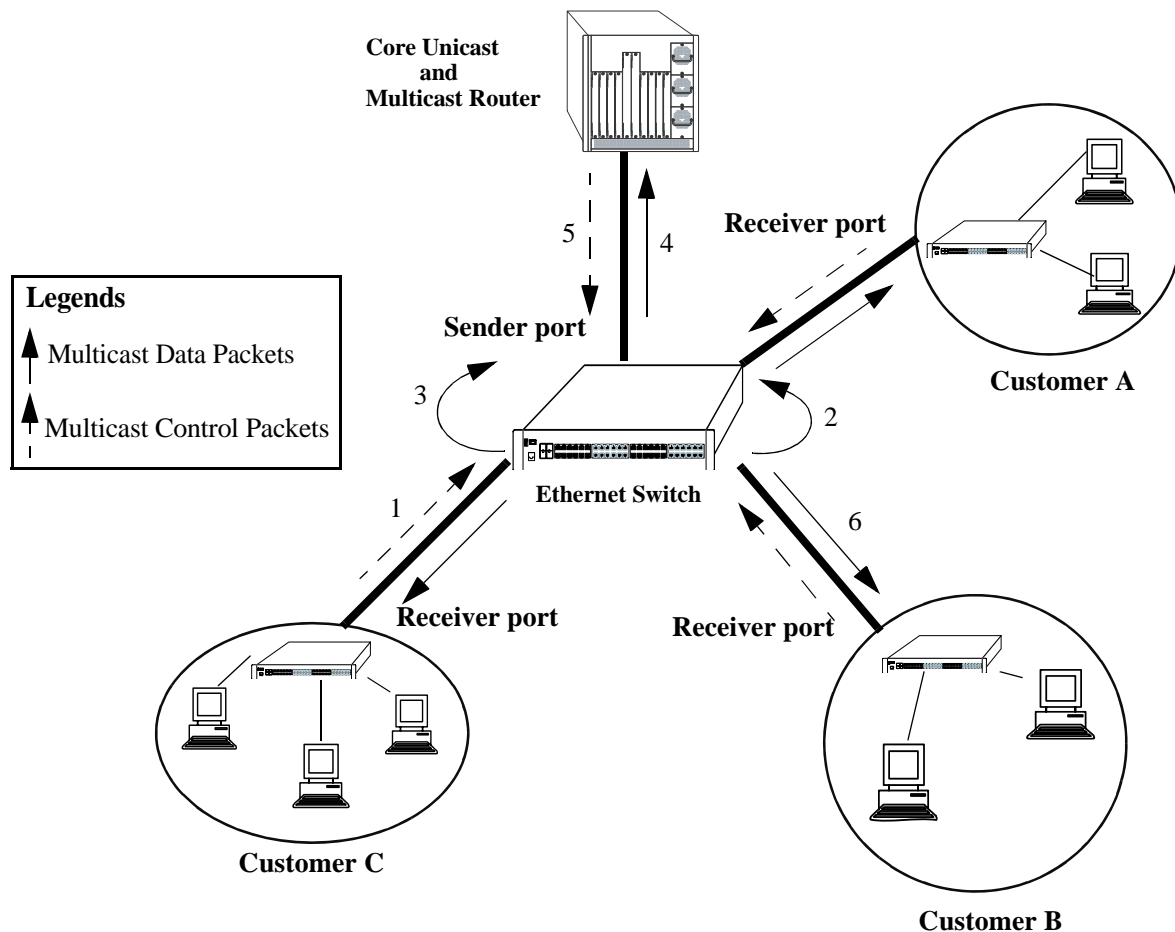 Core Unicast
and
Multicast Router
5
4
Receiver port
Legends
Multicast Data Packets
Multicast Control Packets
Sender port
3
2
Customer A
Ethernet Switch
1
6
Receiver port
Receiver port
Customer C
Customer B